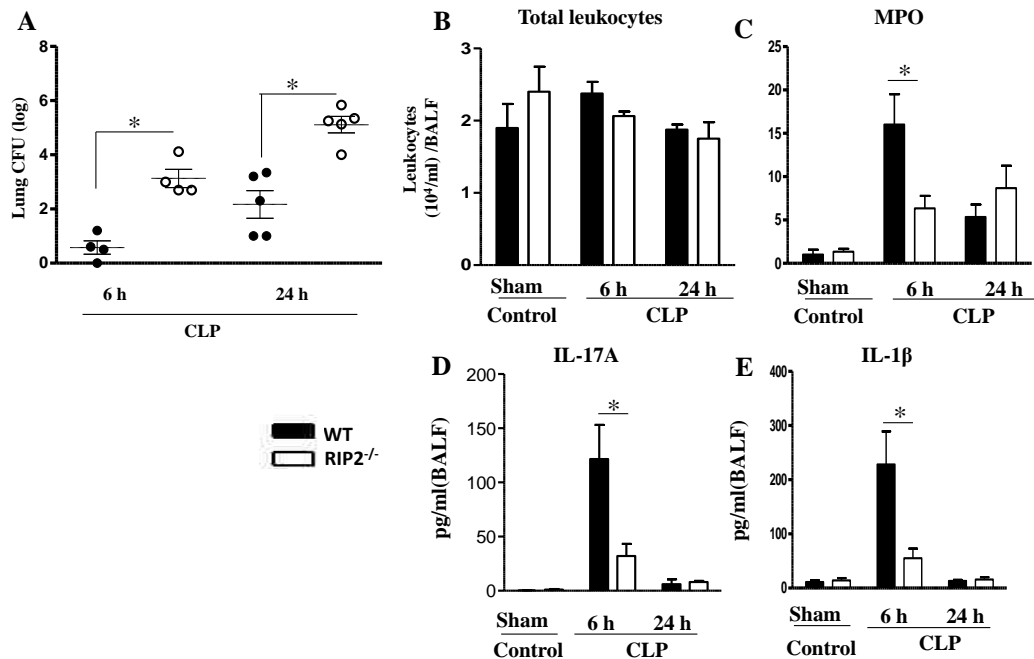 A
Lung CFU (log)
8
6
4
2
0
*
*
6 h
24 h
CLP
B
Total leukocytes
Leukocytes
(10⁴/ml) /BALF
3
2
1
0
Sham
6 h
24 h
Control
CLP
C
MPO
25
20
15
10
5
0
*
Sham
6 h
24 h
Control
CLP
WT
RIP2⁻/⁻
D
IL-17A
pg/ml(BALF)
200
150
100
50
0
*
Sham
6 h
24 h
Control
CLP
E
IL-1β
pg/ml(BALF)
400
300
200
100
0
*
Sham
6 h
24 h
Control
CLP